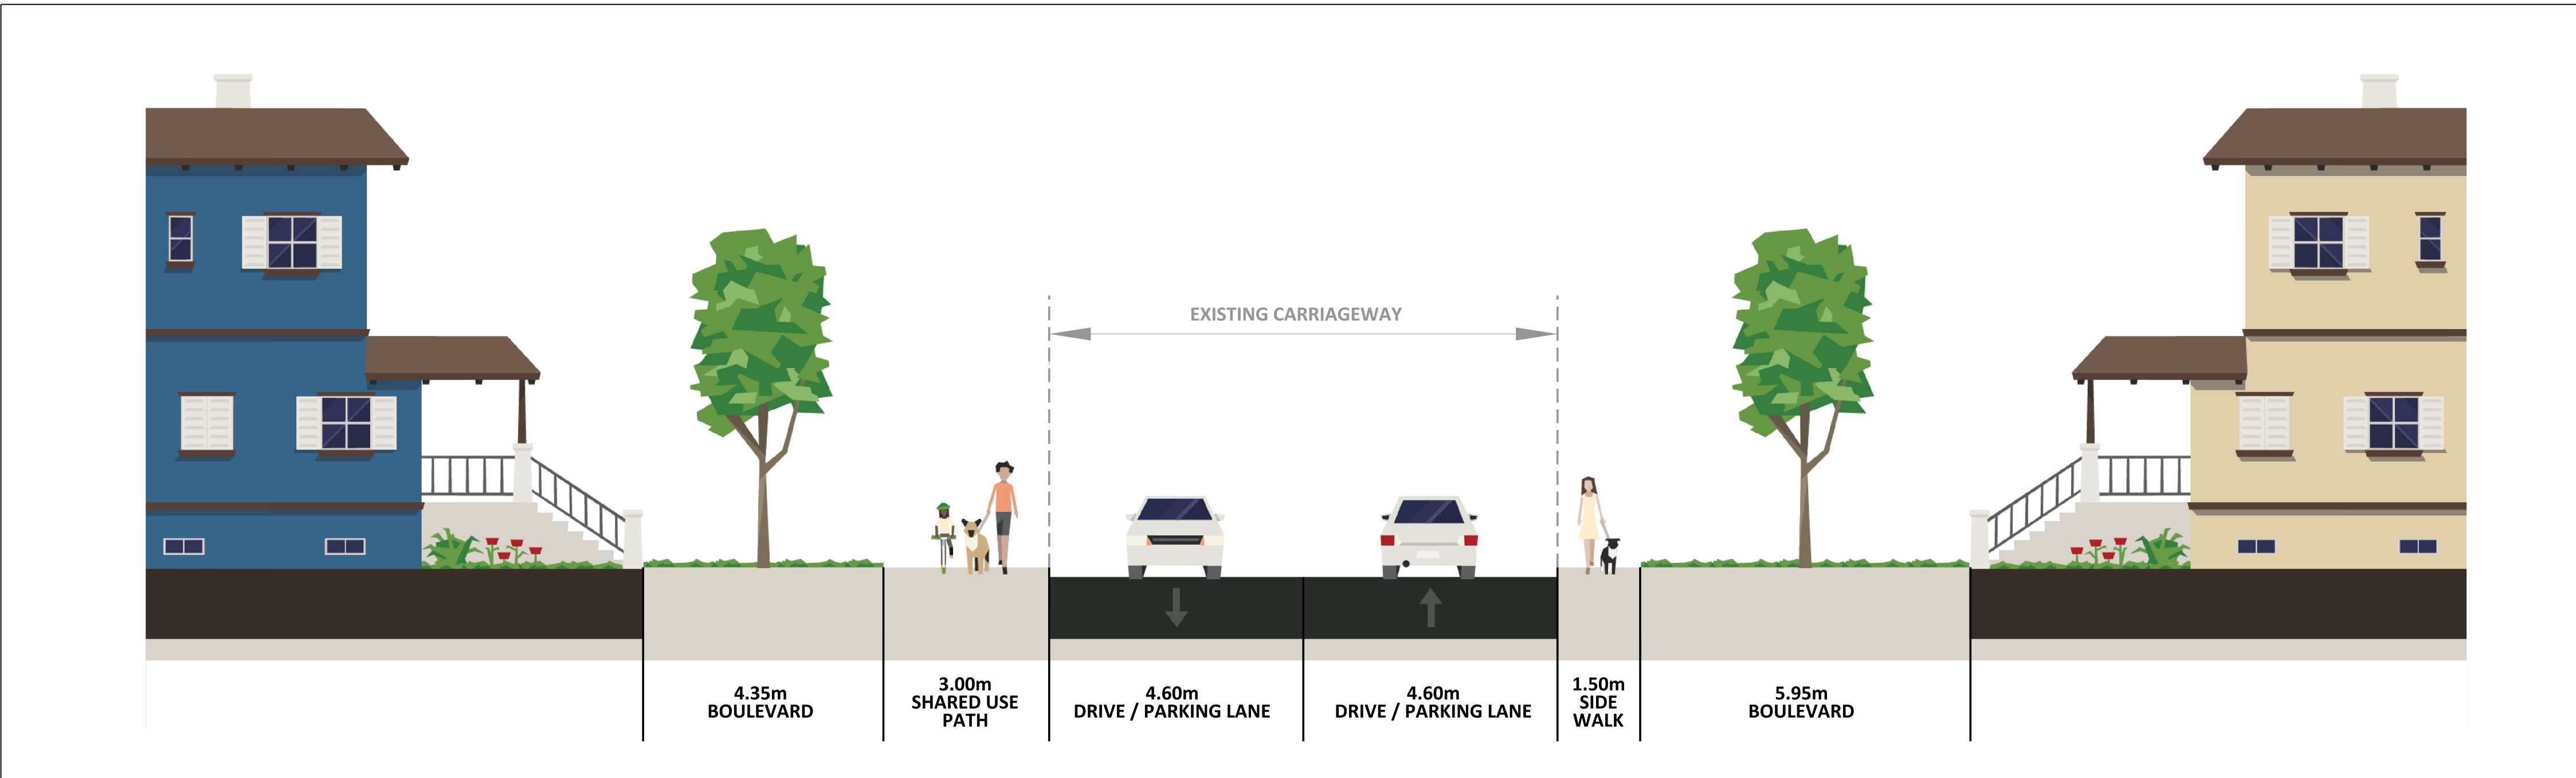 EXISTING CARRIAGEWAY
4.35m
BOULEVARD
3.00m
SHARED USE
PATH
4.60m
DRIVE / PARKING LANE
4.60m
DRIVE / PARKING LANE
1.50m
SIDE
WALK
5.95m
BOULEVARD